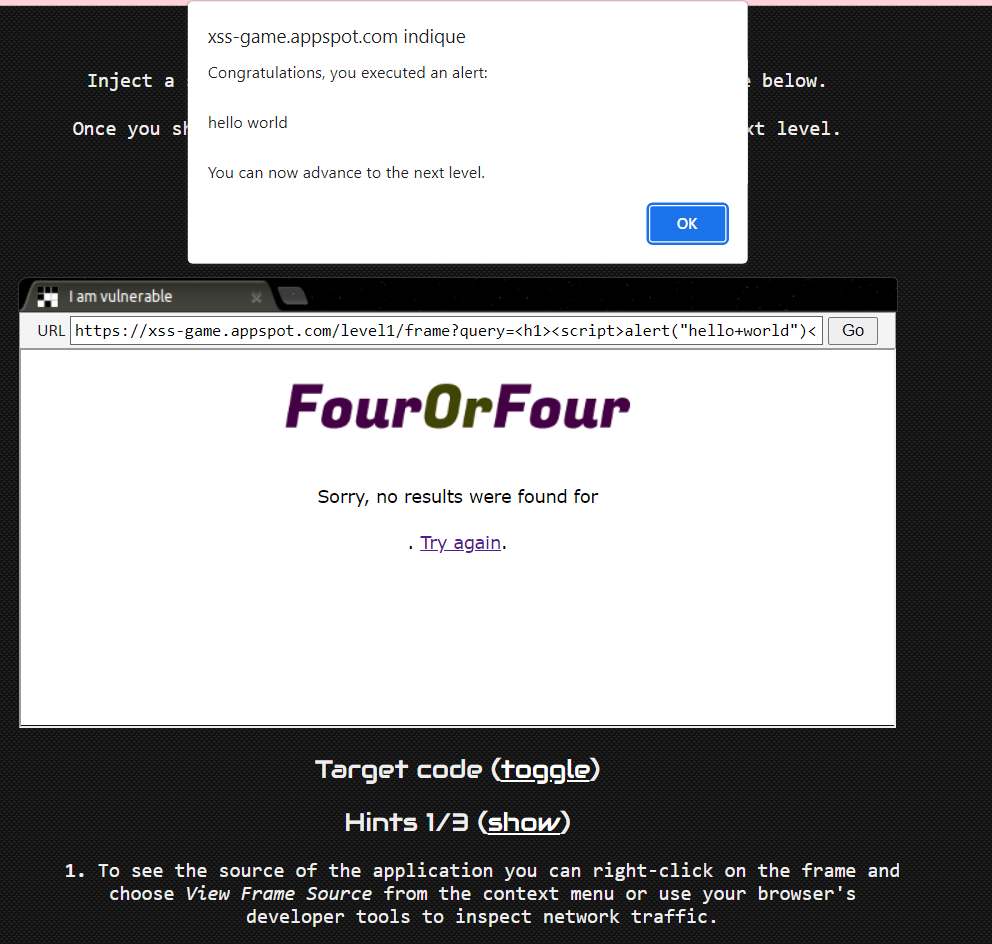 xss-game.appspot.com indique
Congratulations, you executed an alert:
hello world
You can now advance to the next level.
OK
Inject a
below.
Once you
level.
I am vulnerable
URL https://xss-game.appspot.com/level1/frame?query=<h1><script>alert("hello+world")< Go
FourOrFour
Sorry, no results were found for
. Try again.
Target code (toggle)
Hints 1/3 (show)
1. To see the source of the application you can right-click on the frame and
choose View Frame Source from the context menu or use your browser's
developer tools to inspect network traffic.